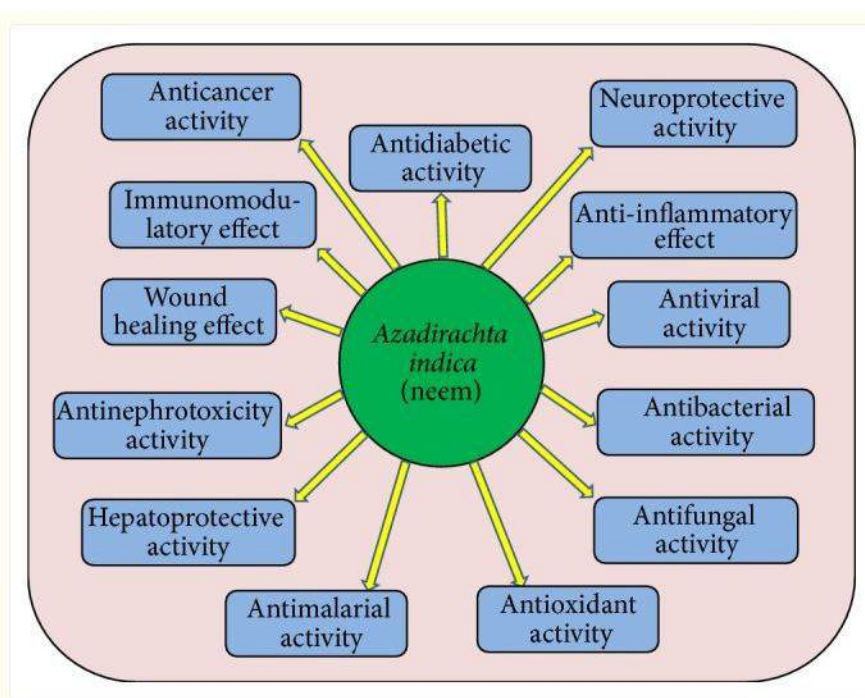 Anticancer
activity
Antidiabetic
activity
Neuroprotective
activity
Immunomodu-
latory effect
Anti-inflammatory
effect
Wound
healing effect
Azadirachta
indica
(neem)
Antiviral
activity
Antinephrotoxicity
activity
Antibacterial
activity
Hepatoprotective
activity
Antifungal
activity
Antimalarial
activity
Antioxidant
activity